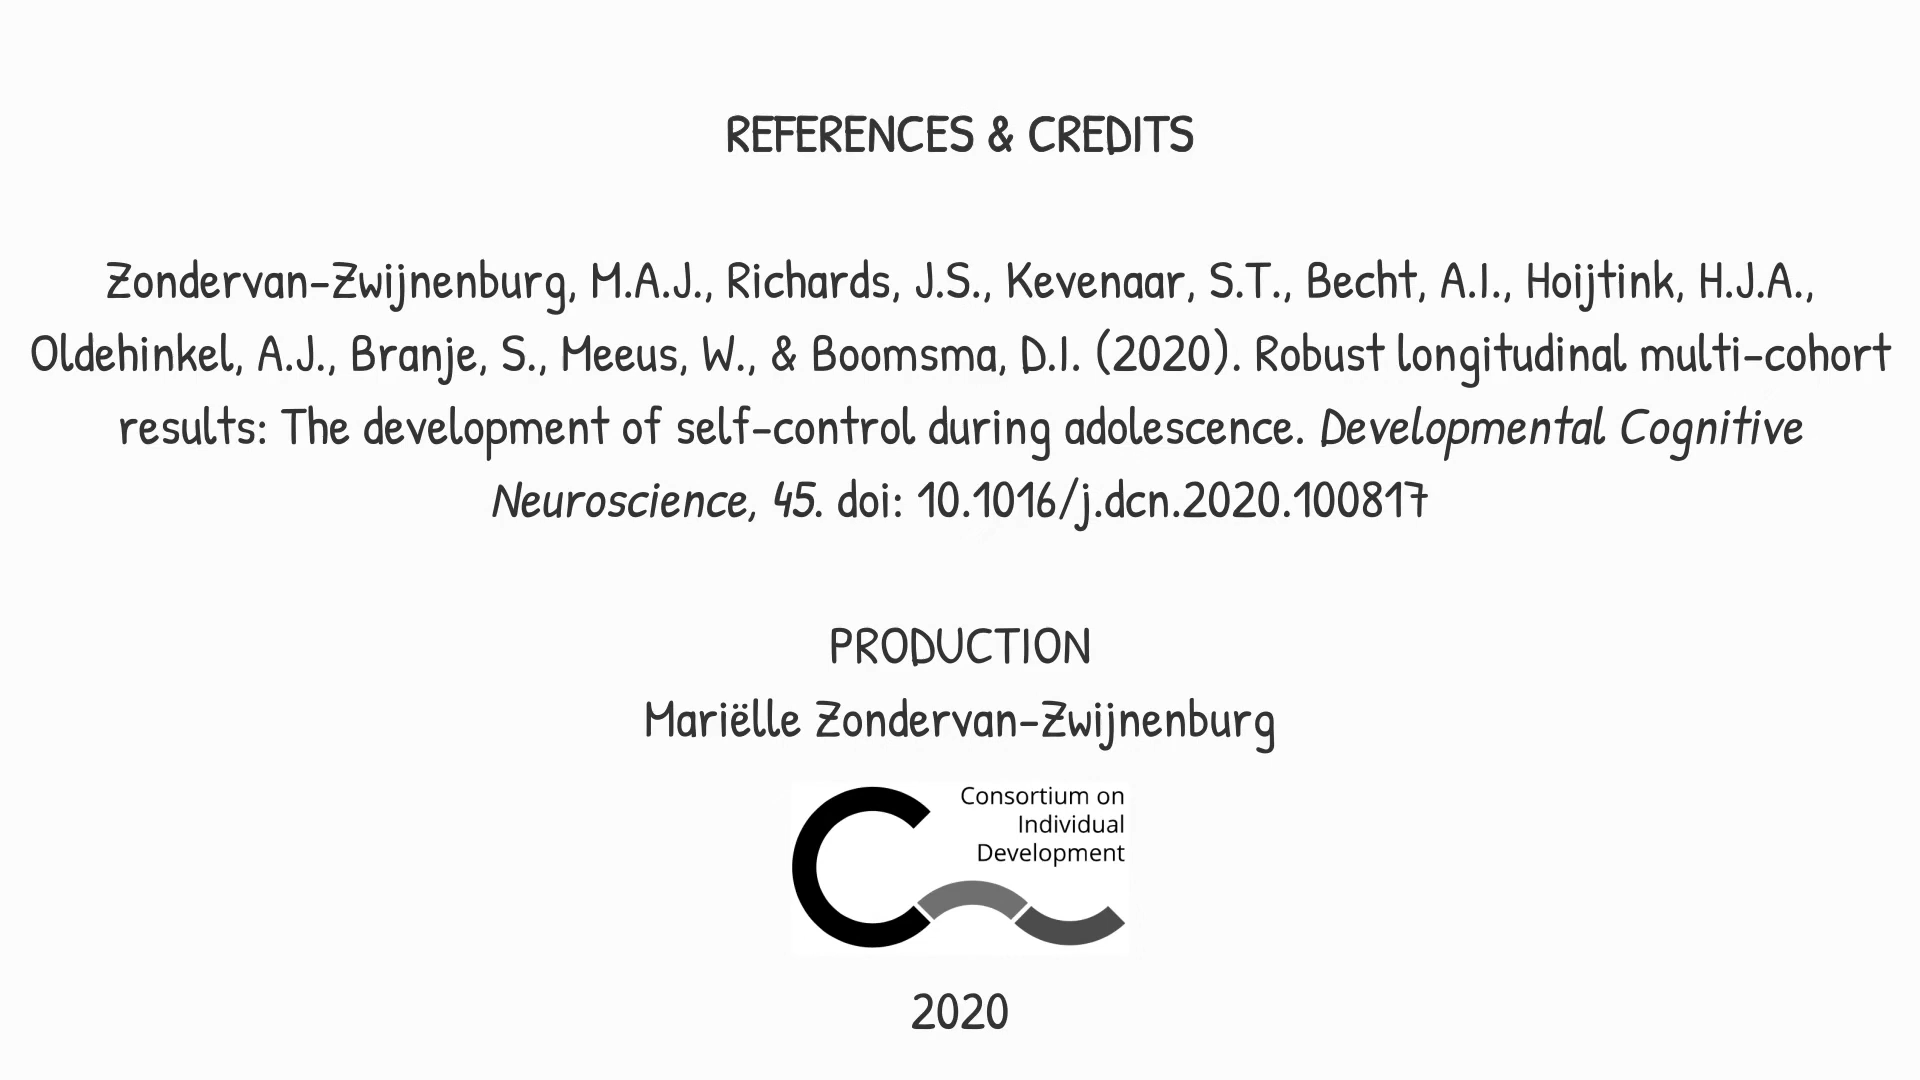 REFERENCES & CREDITS
Zondervan-Zwijnenburg, M.A.J., Richards, J.S., Kevenaar, S.T., Becht, A.I., Hoijtink, H.J.A.,
Oldehinkel, A.J., Branje, S., Meeus, W., & Boomsma, D.I. (2020). Robust longitudinal multi-cohort
results: The development of self-control during adolescence. Developmental Cognitive
Neuroscience, 45. doi: 10.1016/j.dcn.2020.100817
PRODUCTION
Mariëlle Zondervan-Zwijnenburg
Consortium on
Individual
Development
2020